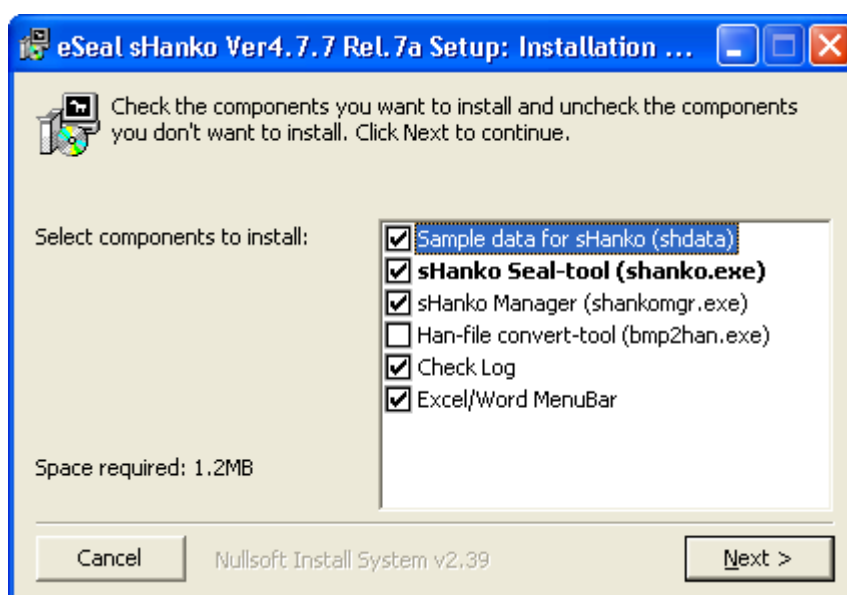 eSeal sHanko Ver4.7.7 Rel.7a Setup: Installation ...
Check the components you want to install and uncheck the components
you don't want to install. Click Next to continue.
Select components to install:
Sample data for sHanko (shdata)
sHanko Seal-tool (shanko.exe)
sHanko Manager (shankomgr.exe)
Han-file convert-tool (bmp2han.exe)
Check Log
Excel/Word MenuBar
Space required: 1.2MB
Cancel
Nullsoft Install System v2.39
Next >